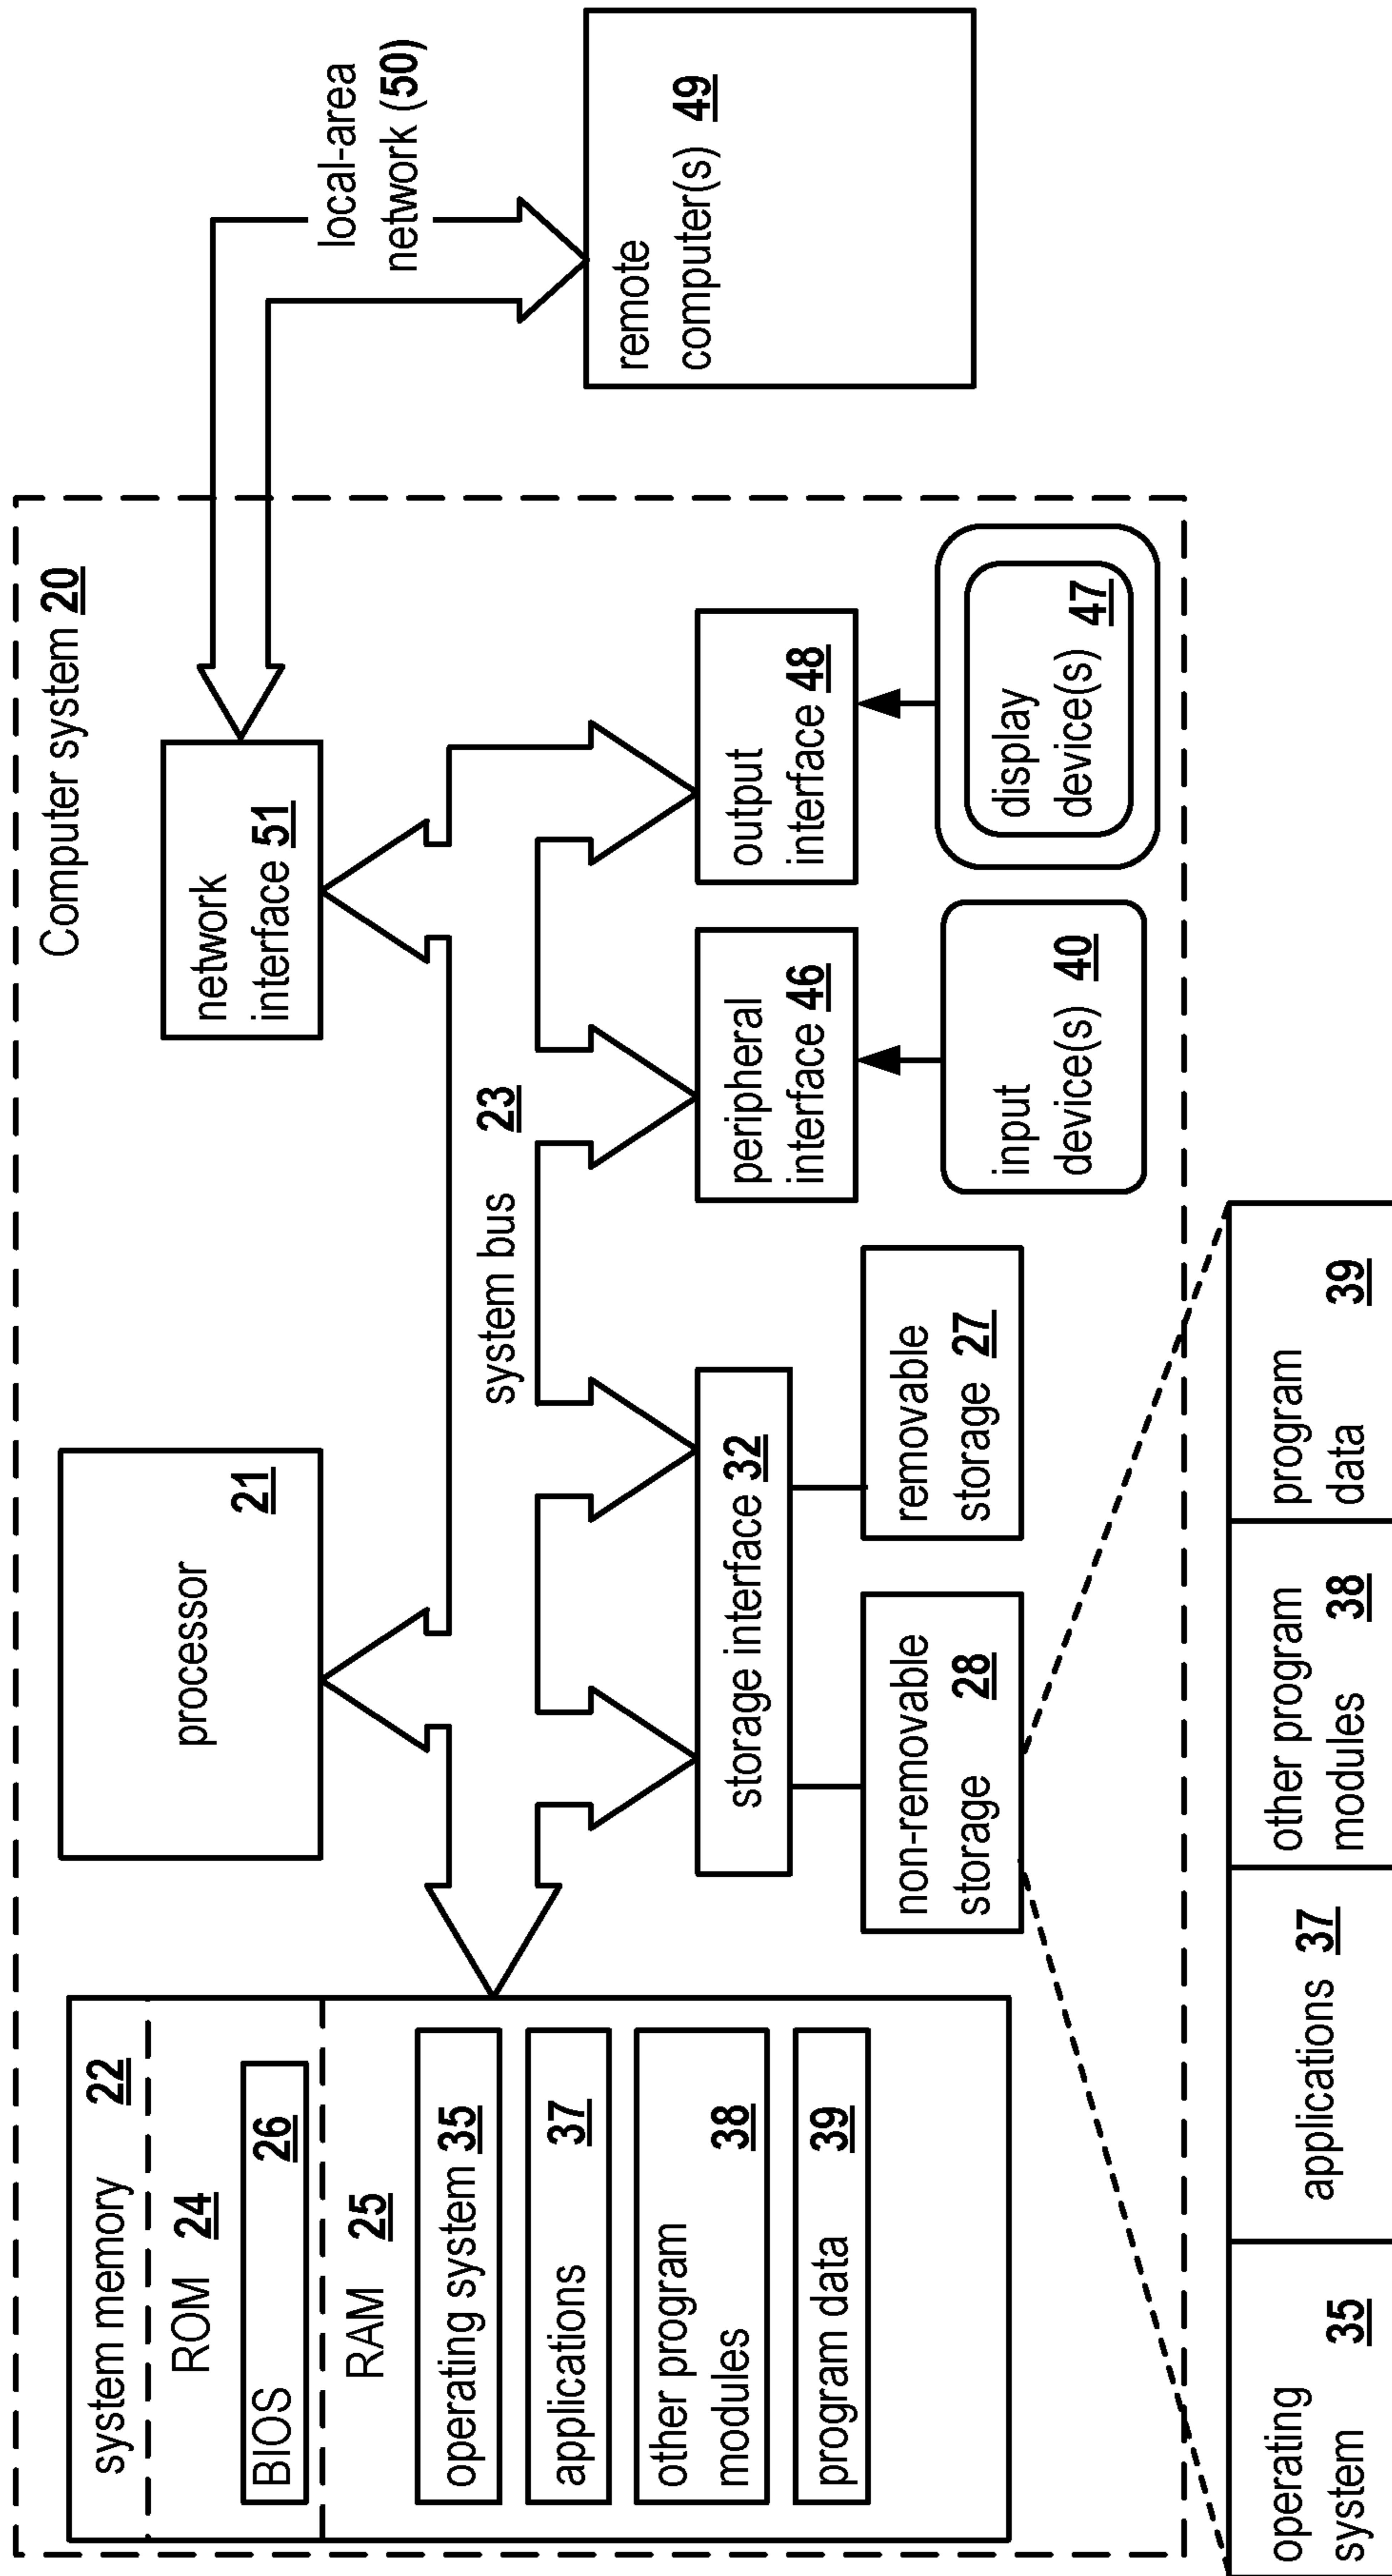 Computer system 20
system memory 22
ROM 24
BIOS 26
RAM 25
operating system 35
applications 37
other program
modules 38
program data 39
processor 21
network
interface 51
local-area
network (50)
system bus 23
storage interface 32
non-removable
storage 28
removable
storage 27
peripheral
interface 46
output
interface 48
input
device(s) 40
display
device(s) 47
remote
computer(s) 49
operating
system 35
applications 37
other program
modules 38
program
data 39